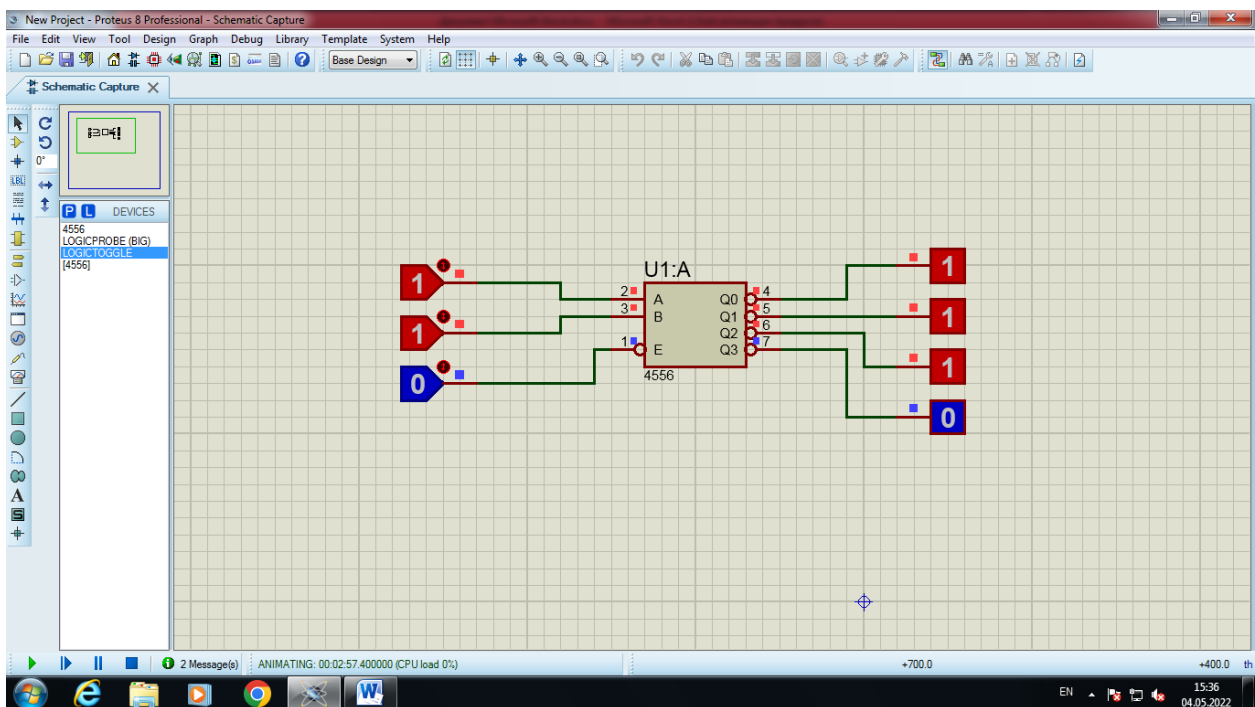 New Project - Proteus 8 Professional - Schematic Capture
File Edit View Tool Design Graph Debug Library Template System Help
Base Design
Schematic Capture
0°
LBL
P L DEVICES
4556
LOGICPROBE (BIG)
LOGICTOGGLE
[4556]
U1:A
1
1
0
2
3
1
A
B
E
Q0
Q1
Q2
Q3
4
5
6
7
4556
1
1
1
0
A
S
2 Message(s) ANIMATING: 00:02:57.400000 (CPU load 0%) +700.0 +400.0 th
EN 15:36
04.05.2022